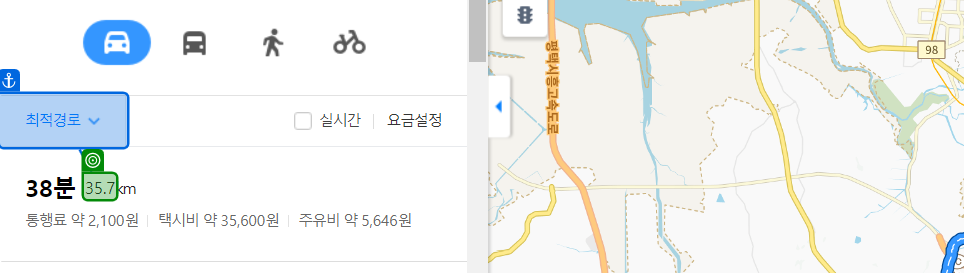 최적경로
실시간 요금설정
38분 35.7km
통행료 약 2,100원 택시비 약 35,600원 주유비 약 5,646원
평택시흥고속도로
98